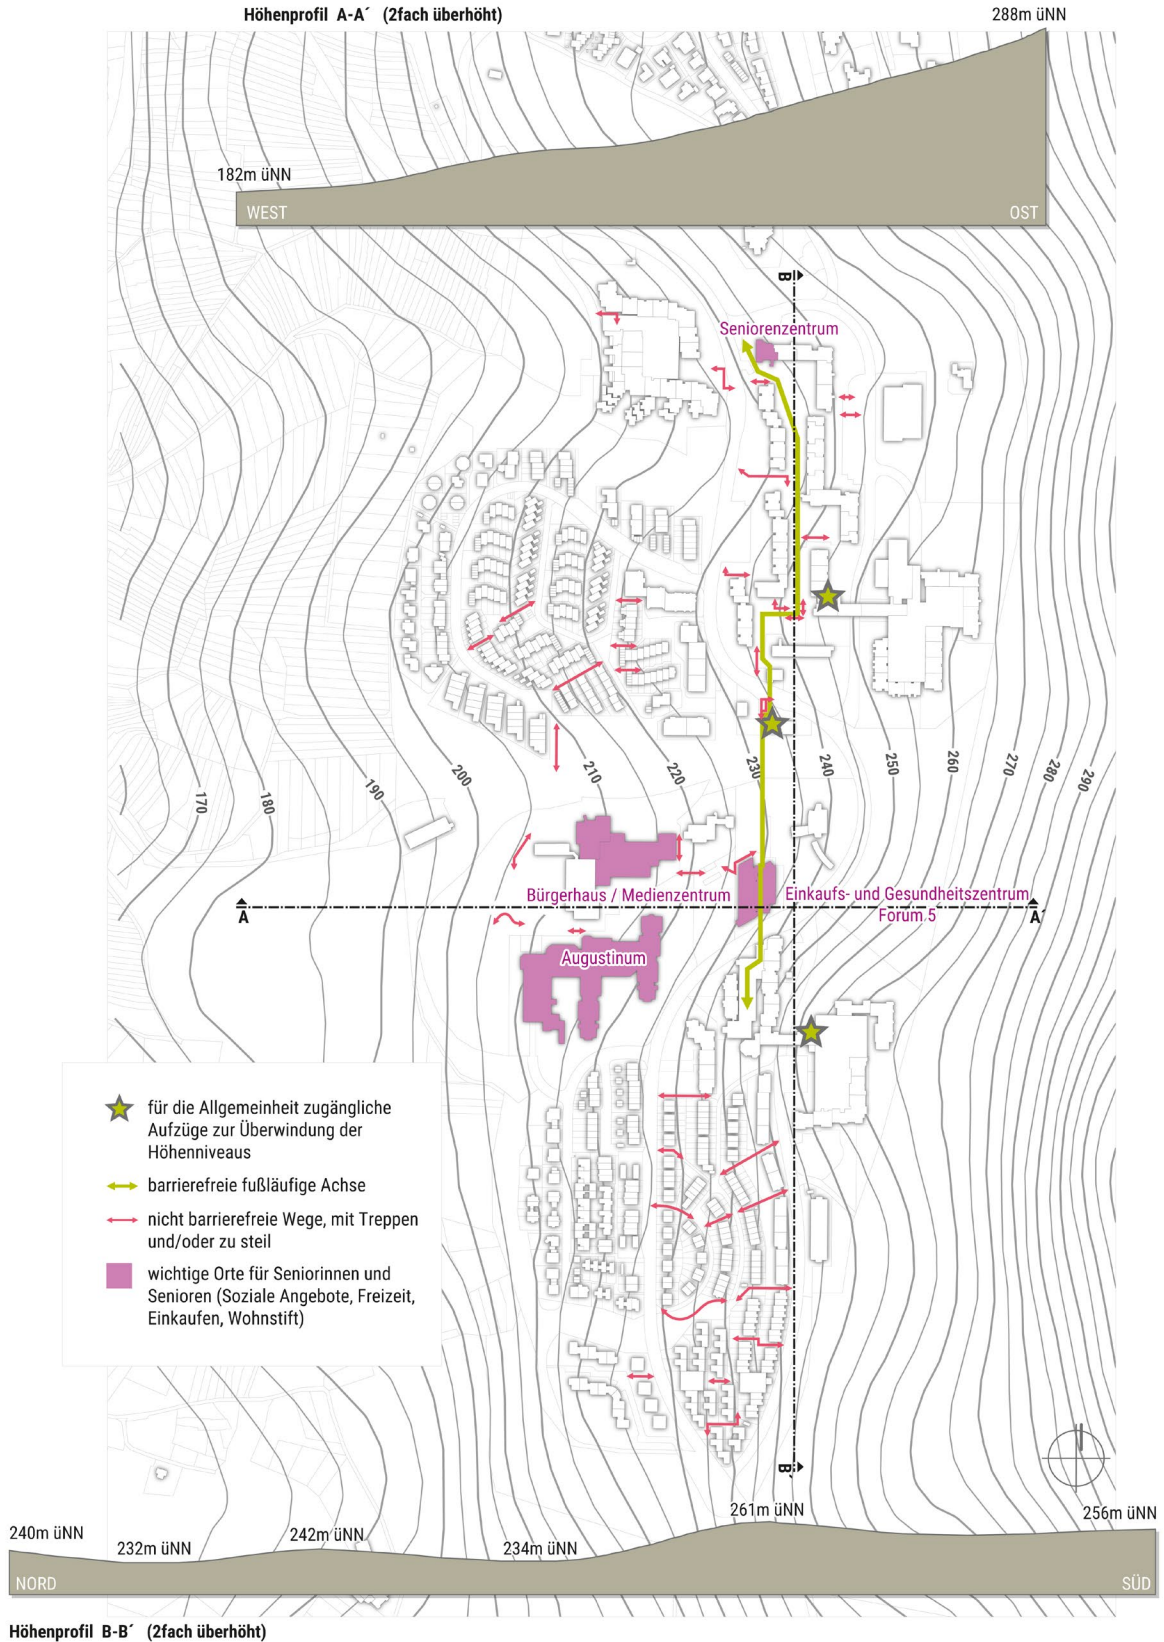 Höhenprofil A-A´ (2fach überhöht)
288m üNN
182m üNN
WEST
OST
B
Seniorenzentrum
170
180
190
200
210
220
230
240
250
260
270
280
290
Bürgerhaus / Medienzentrum
Einkaufs- und Gesundheitszentrum
Forum 5
A
A´
Augustinum
für die Allgemeinheit zugängliche
Aufzüge zur Überwindung der
Höhenniveaus
barrierefreie fußläufige Achse
nicht barrierefreie Wege, mit Treppen
und/oder zu steil
wichtige Orte für Seniorinnen und
Senioren (Soziale Angebote, Freizeit,
Einkaufen, Wohnstift)
B´
240m üNN
232m üNN
242m üNN
234m üNN
261m üNN
256m üNN
NORD
SÜD
Höhenprofil B-B´ (2fach überhöht)